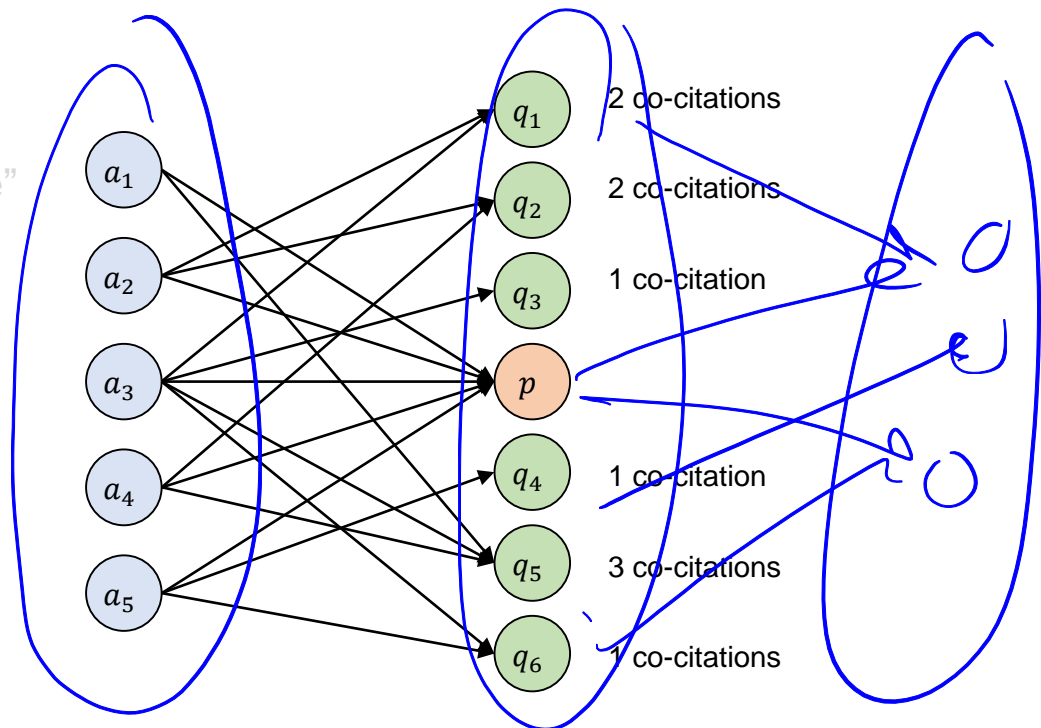 e”
a₁
a₂
a₃
a₄
a₅
q₁
q₂
q₃
p
q₄
q₅
q₆
2 co-citations
2 co-citations
1 co-citation
1 co-citation
3 co-citations
1 co-citations